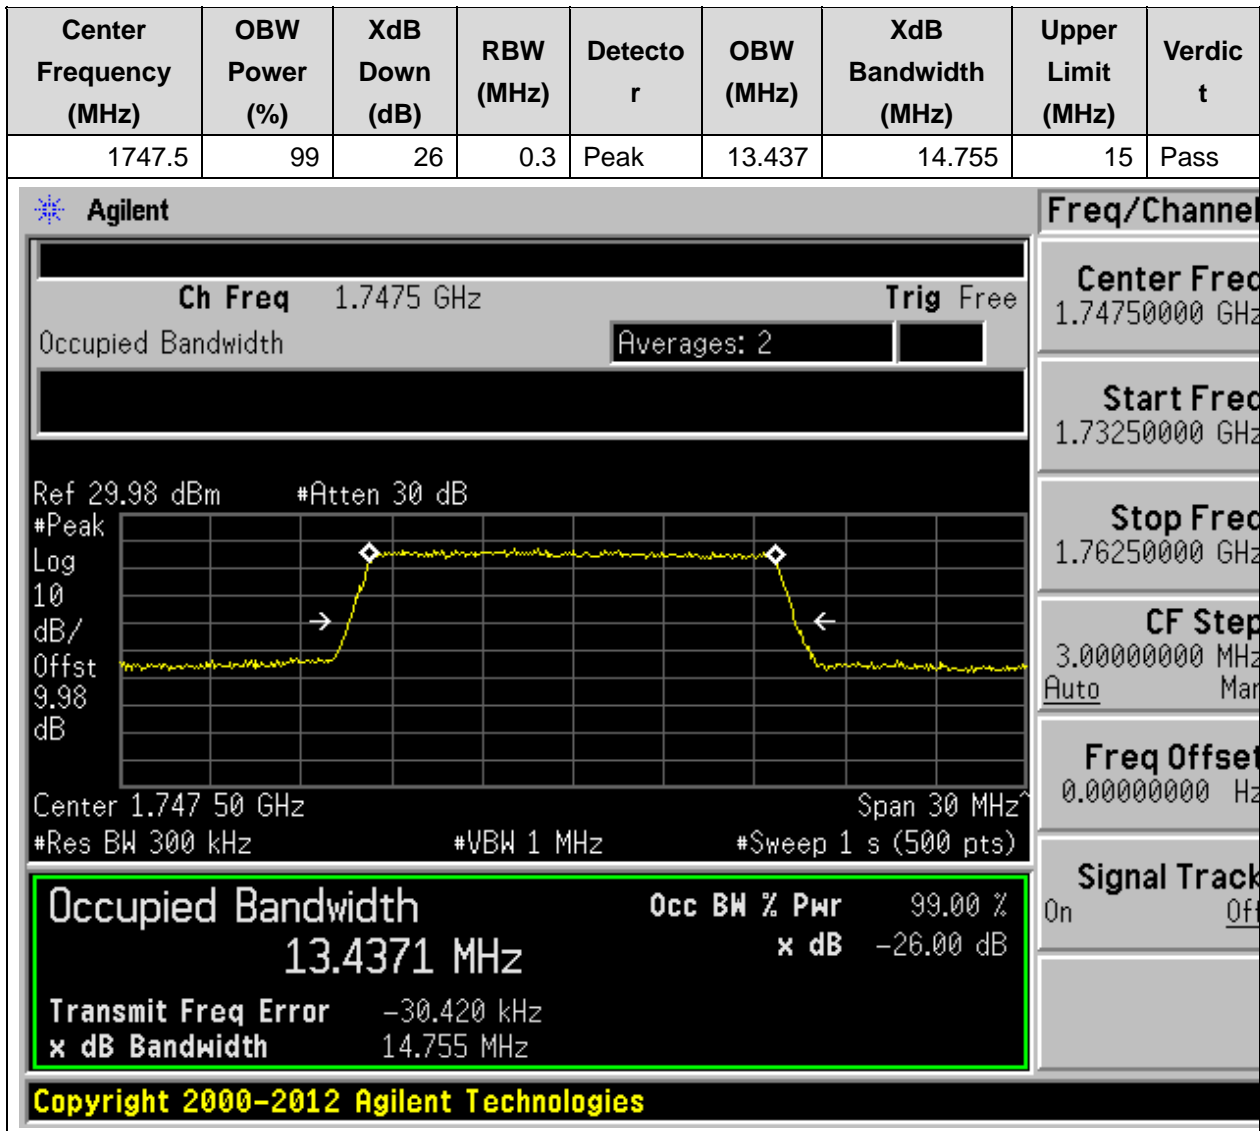 Center Frequency (MHz) OBW Power (%) XdB Down (dB) RBW (MHz) Detecto r OBW (MHz) XdB Bandwidth (MHz) Upper Limit (MHz) Verdic t
1747.5 99 26 0.3 Peak 13.437 14.755 15 Pass
Agilent
Freq/Channel
Ch Freq 1.7475 GHz Trig Free
Occupied Bandwidth Averages: 2
Center Freq
1.74750000 GHz
Start Freq
1.73250000 GHz
Stop Freq
1.76250000 GHz
CF Step
3.00000000 MHz
Auto Man
Freq Offset
0.00000000 Hz
Signal Track
On Off
Ref 29.98 dBm #Atten 30 dB
#Peak
Log
10
dB/
Offst
9.98
dB
Center 1.747 50 GHz Span 30 MHz^
#Res BW 300 kHz #VBW 1 MHz #Sweep 1 s (500 pts)
Occupied Bandwidth Occ BW % Pwr 99.00 %
13.4371 MHz x dB -26.00 dB
Transmit Freq Error -30.420 kHz
x dB Bandwidth 14.755 MHz
Copyright 2000-2012 Agilent Technologies